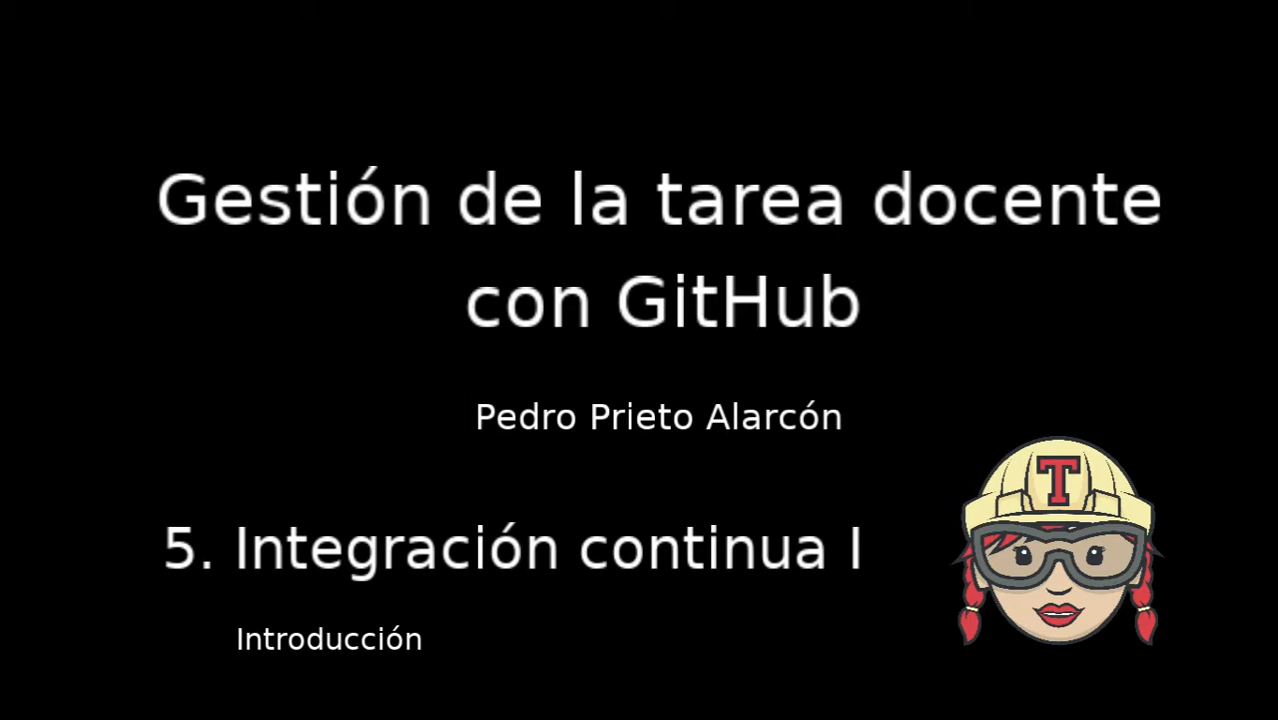 Gestión de la tarea docente
con GitHub
Pedro Prieto Alarcón
T
5. Integración continua I
Introducción